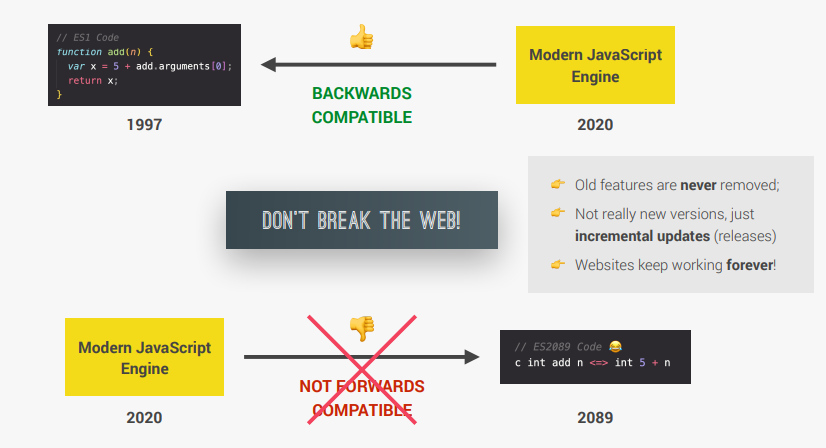 // ES1 Code
function add(n) {
var x = 5 + add.arguments[0];
return x;
}
1997
BACKWARDS
COMPATIBLE
Modern JavaScript
Engine
2020
DON'T BREAK THE WEB!
Old features are never removed;
Not really new versions, just
incremental updates (releases)
Websites keep working forever!
Modern JavaScript
Engine
2020
NOT FORWARDS
COMPATIBLE
// ES2089 Code 😂
c int add n <=> int 5 + n
2089